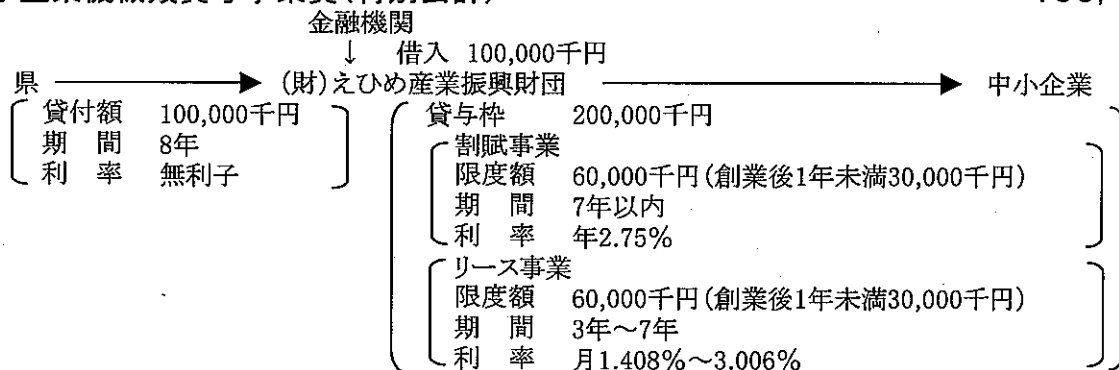 金融機関
↓ 借入 100,000千円
県 → (財)えひめ産業振興財団 → 中小企業
貸付額 100,000千円
期 間 8年
利 率 無利子
貸与枠 200,000千円
割賦事業
限度額 60,000千円(創業後1年未満30,000千円)
期 間 7年以内
利 率 年2.75%
リース事業
限度額 60,000千円(創業後1年未満30,000千円)
期 間 3年~7年
利 率 月1.408%~3.006%